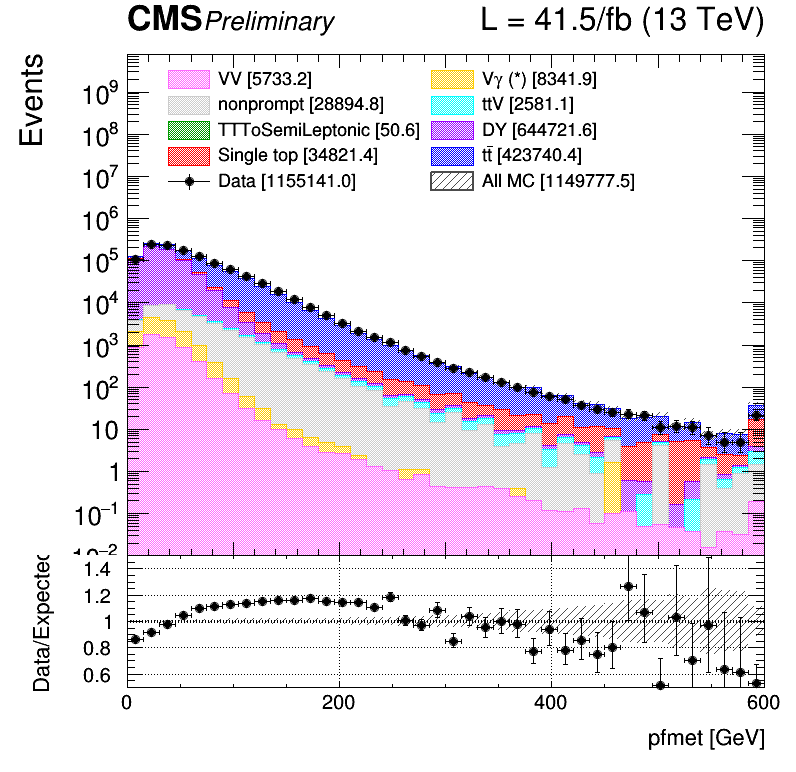 CMS Preliminary L = 41.5/fb (13 TeV)
Events
VV [5733.2] Vγ (*) [8341.9]
nonprompt [28894.8] ttV [2581.1]
TTToSemiLeptonic [50.6] DY [644721.6]
Single top [34821.4] tt̄ [423740.4]
Data [1155141.0] All MC [1149777.5]
10⁹
10⁸
10⁷
10⁶
10⁵
10⁴
10³
10²
10
1
10⁻¹
10⁻²
Data/Expected
1.4
1.2
1
0.8
0.6
0 200 400 600
pfmet [GeV]